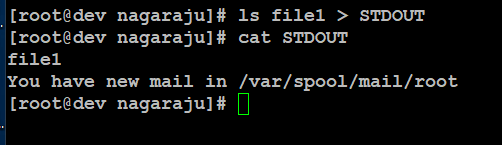 [root@dev nagaraju]# ls file1 > STDOUT
[root@dev nagaraju]# cat STDOUT
file1
You have new mail in /var/spool/mail/root
[root@dev nagaraju]#